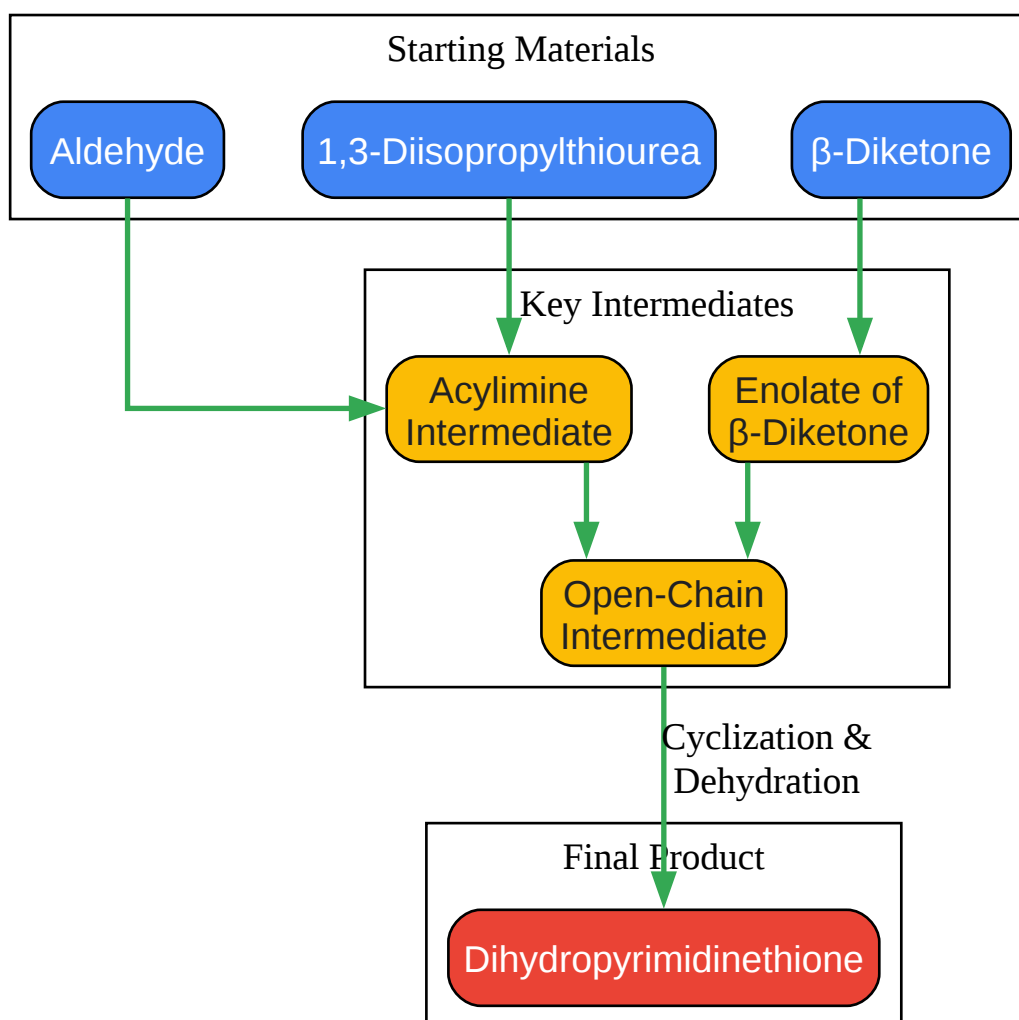 Starting Materials
Aldehyde
1,3-Diisopropylthiourea
β-Diketone
Key Intermediates
Acylimine
Intermediate
Enolate of
β-Diketone
Open-Chain
Intermediate
Cyclization &
Dehydration
Final Product
Dihydropyrimidinethione